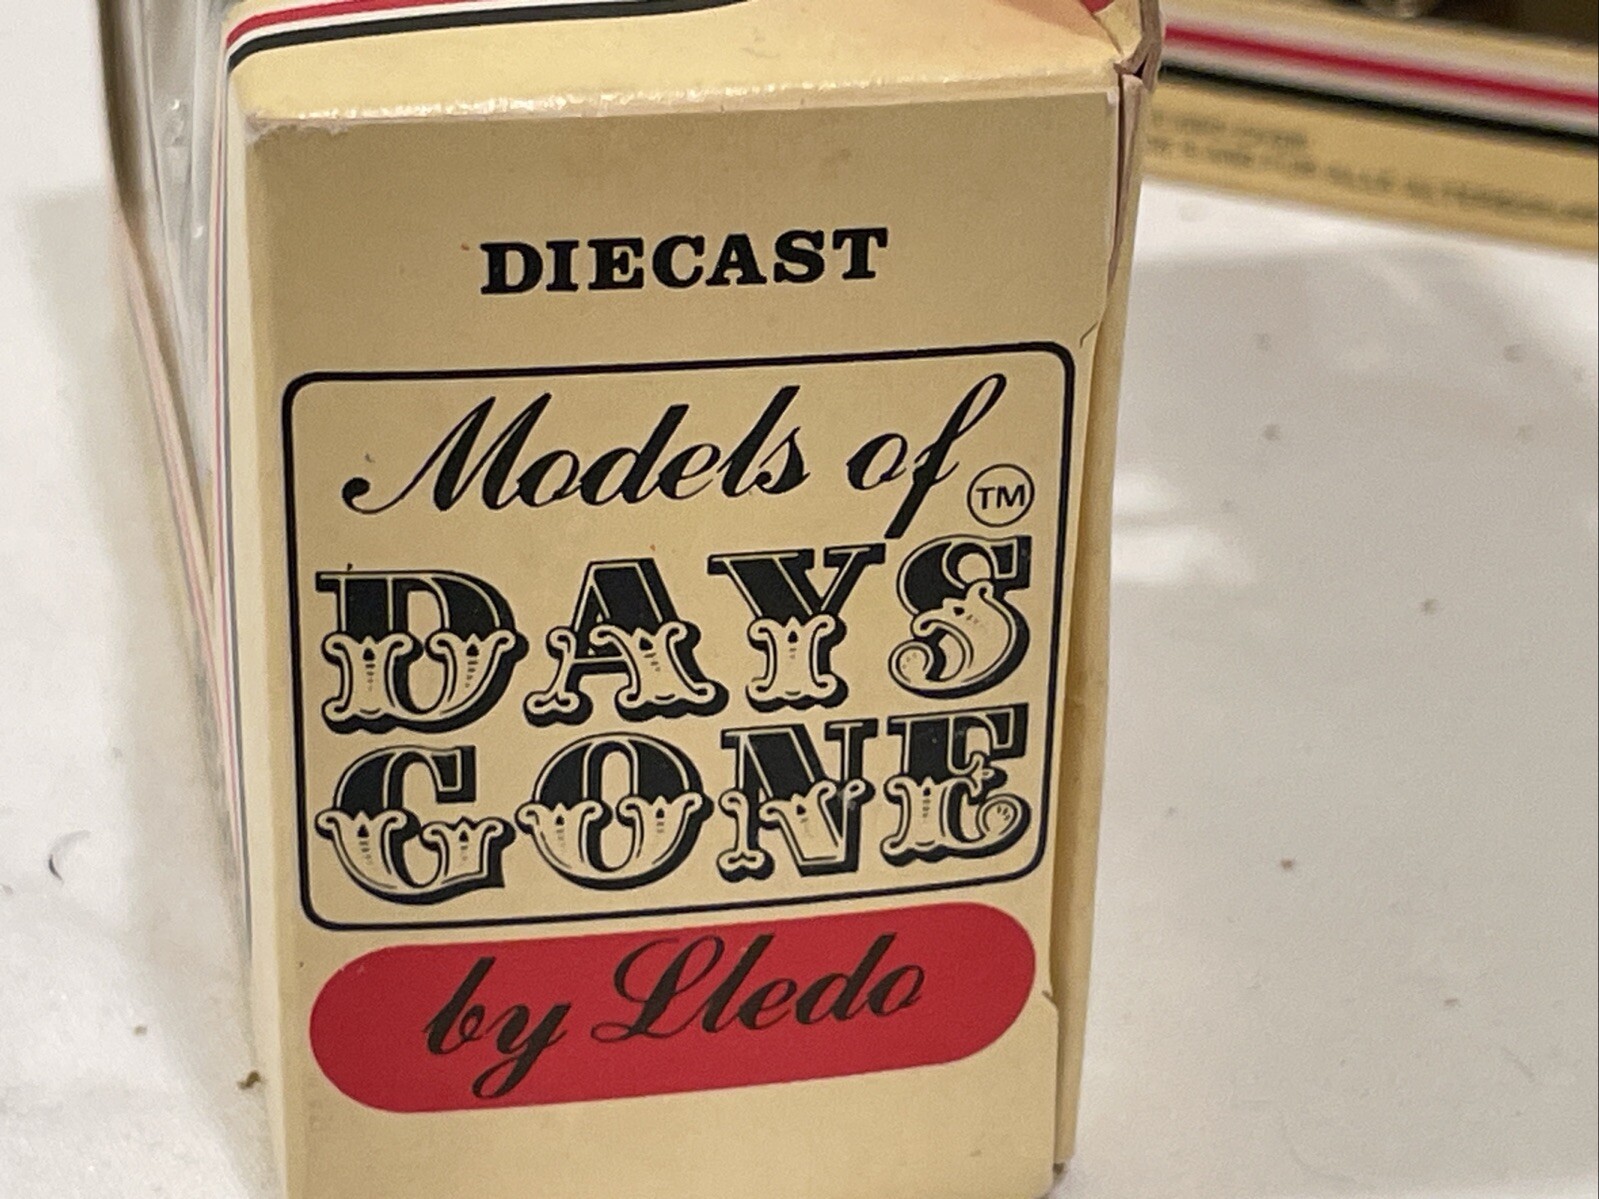 DIECAST
Models of
TM
DAYS
GONE
by Lledo